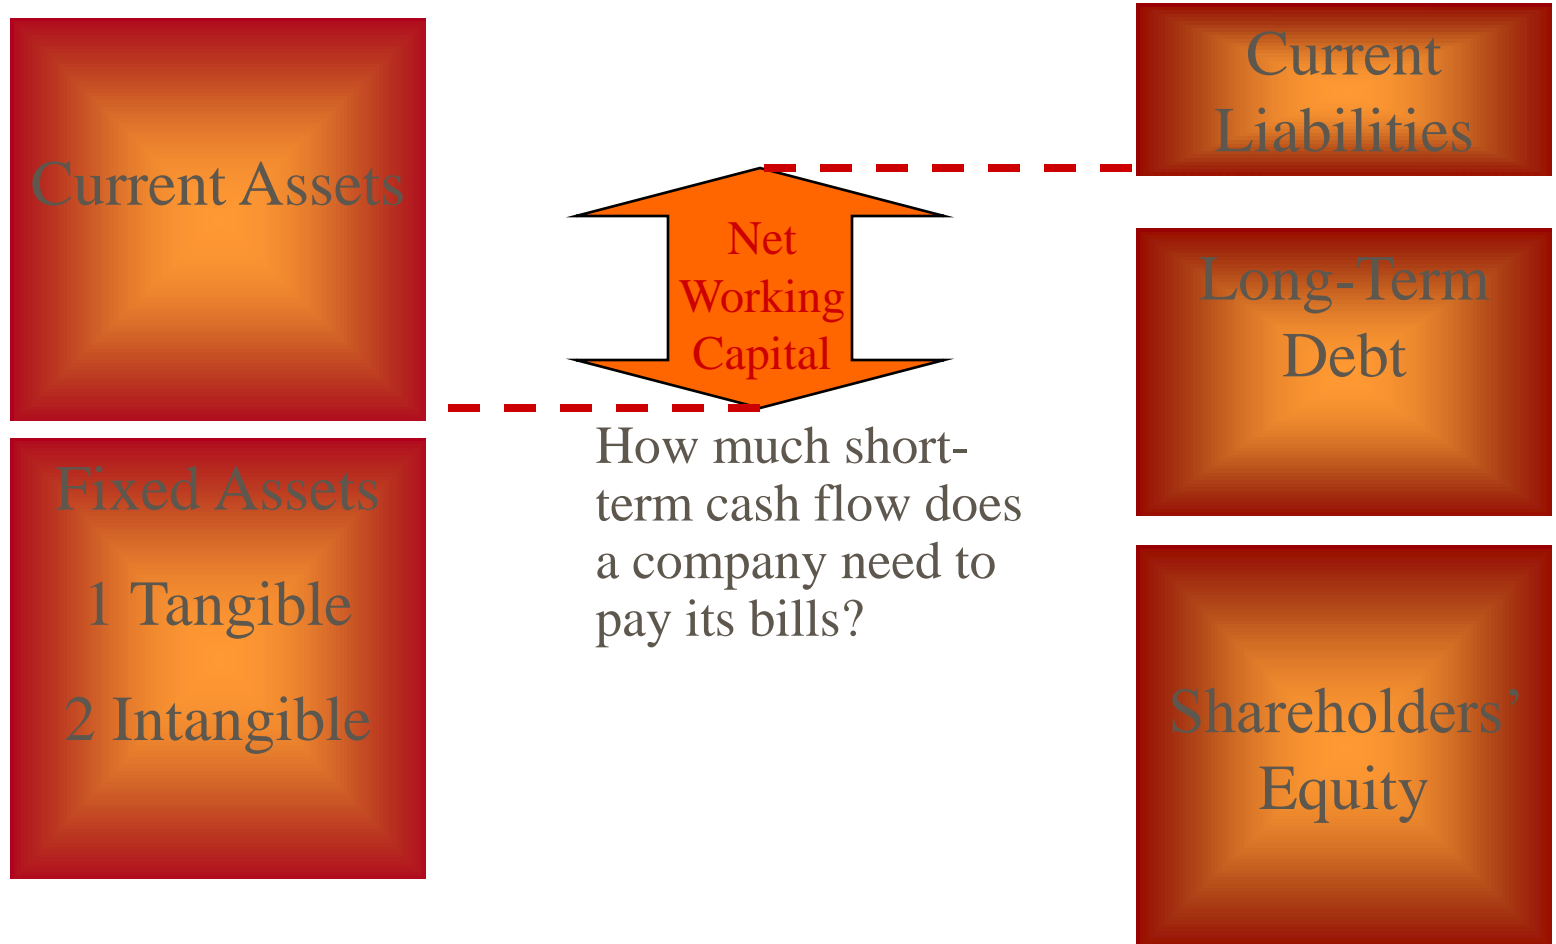 Current Assets
Fixed Assets
1 Tangible
2 Intangible
Net
Working
Capital
How much short-
term cash flow does
a company need to
pay its bills?
Current
Liabilities
Long-Term
Debt
Shareholders’
Equity